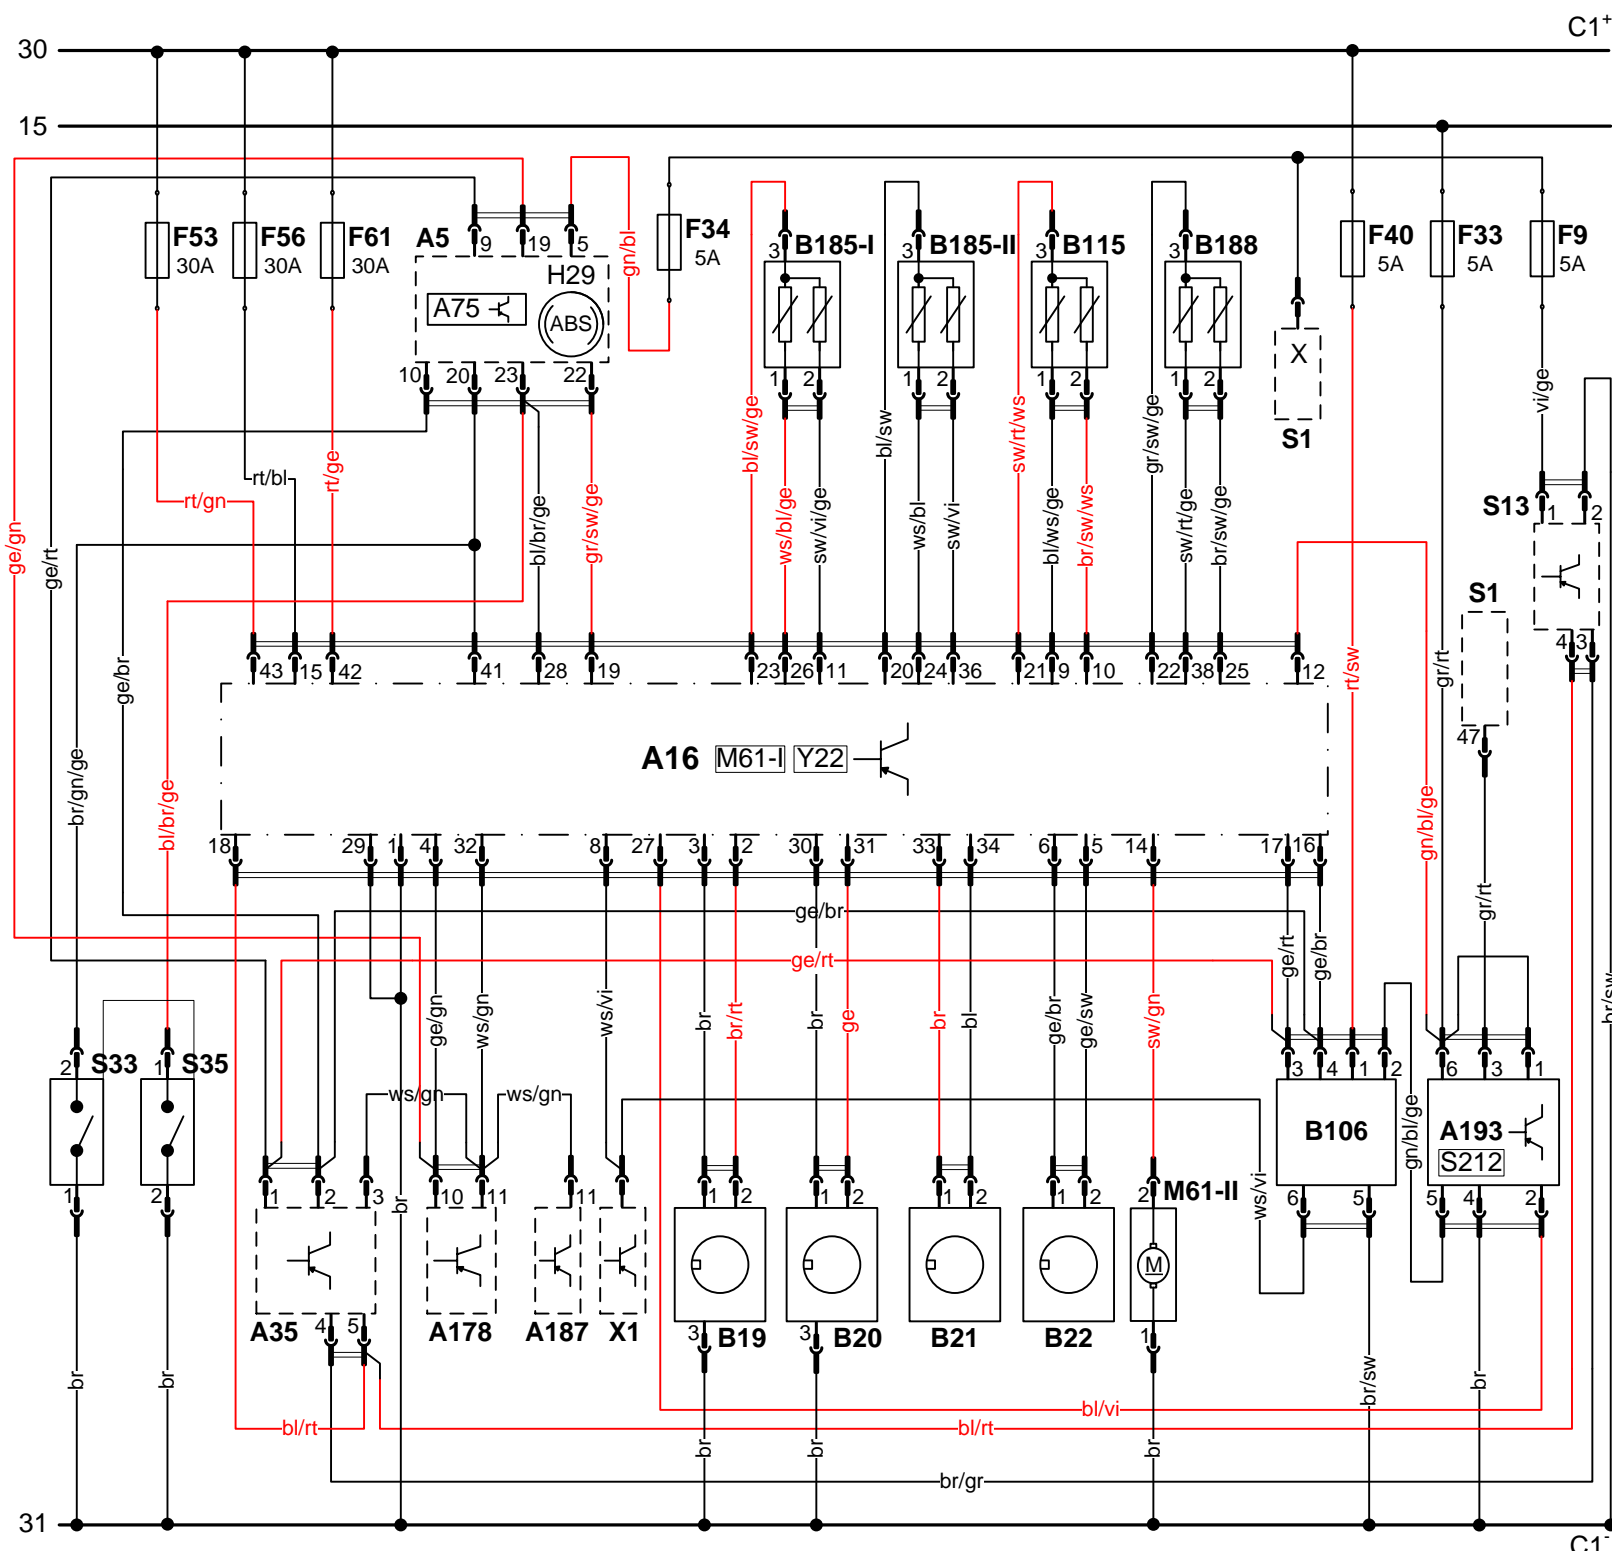 C1+
30
15
F53
30A
F56
30A
F61
30A
A5
9
19
5
H29
A75
ABS
10
20
23
22
gn/bl
F34
5A
3
B185-I
1
2
3
B185-II
1
2
3
B115
1
2
3
B188
1
2
X
S1
F40
5A
F33
5A
F9
5A
vi/ge
S13
1
2
4
3
S1
47
rt/gn
rt/bl
rt/ge
bl/br/ge
gr/sw/ge
bl/sw/ge
ws/bl/ge
sw/vi/ge
bl/sw
ws/bl
sw/vi
sw/rt/ws
bl/ws/ge
br/sw/ws
gr/sw/ge
sw/rt/ge
br/sw/ge
ge/gn
ge/rt
ge/br
br/gn/ge
bl/br/ge
rt/sw
gr/rt
gn/bl/ge
gr/rt
br/sw
43
15
42
41
28
19
23
26
11
20
24
36
21
9
10
22
38
25
12
A16
M61-I
Y22
18
29
1
4
32
8
27
3
2
30
31
33
34
6
5
14
17
16
ge/br
ge/rt
ge/rt
ge/br
ge/gn
ws/gn
ws/vi
br
br/rt
br
ge
br
bl
ge/br
ge/sw
sw/gn
2
S33
1
1
S35
2
ws/gn
ws/gn
br
1
2
3
10
11
11
A35
4
5
A178
A187
X1
1
2
3
B19
1
2
3
B20
1
2
B21
1
2
B22
2
M61-II
M
1
3
4
1
2
B106
6
5
ws/vi
gn/bl/ge
6
3
1
A193
S212
5
4
2
br
br
bl/rt
bl/vi
bl/rt
br/gr
br
br
br
br/sw
br
31
C1-